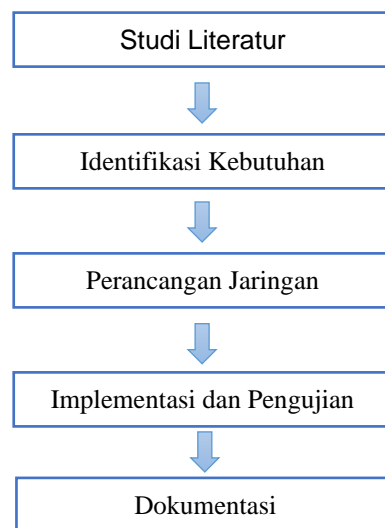 Studi Literatur
Identifikasi Kebutuhan
Perancangan Jaringan
Implementasi dan Pengujian
Dokumentasi